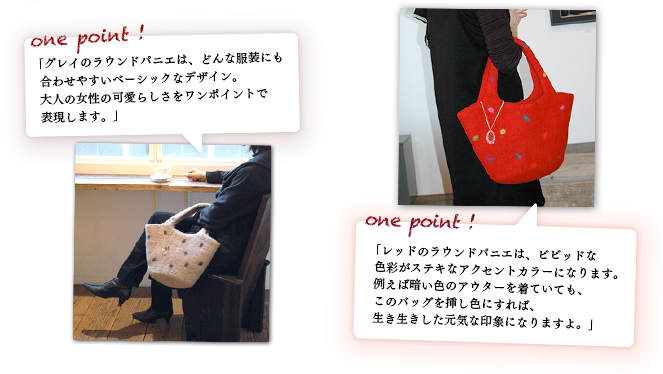 one point !
「グレイのラウンドパニエは、どんな服装にも
合わせやすいベーシックなデザイン。
大人の女性の可愛らしさをワンポイントで
表現します。」
one point !
「レッドのラウンドパニエは、ビビッドな
色彩がステキなアクセントカラーになります。
例えば暗い色のアウターを着ていても、
このバッグを挿し色にすれば、
生き生きした元気な印象になりますよ。」